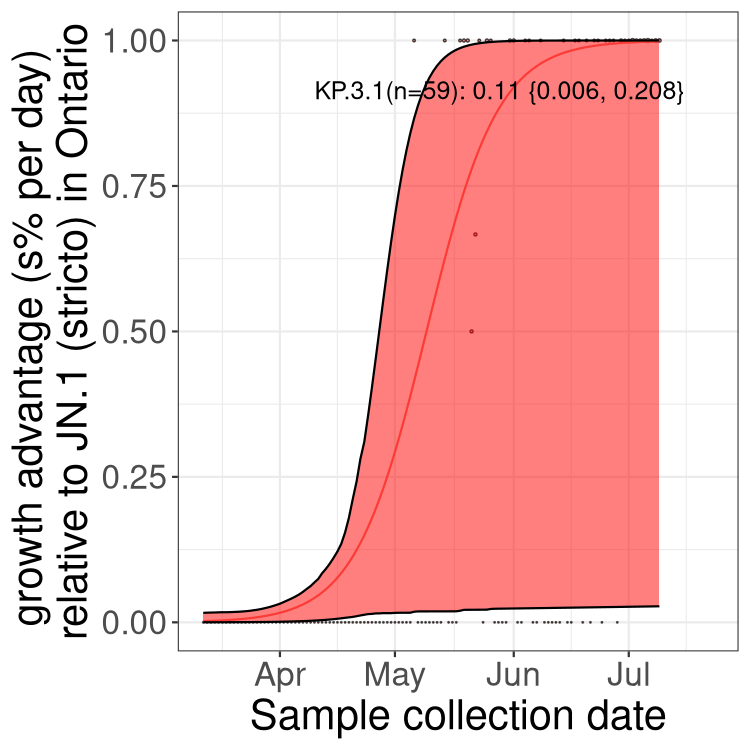 growth advantage (s% per day)
relative to JN.1 (stricto) in Ontario
1.00
0.75
0.50
0.25
0.00
KP.3.1(n=59): 0.11 {0.006, 0.208}
Apr May Jun Jul
Sample collection date